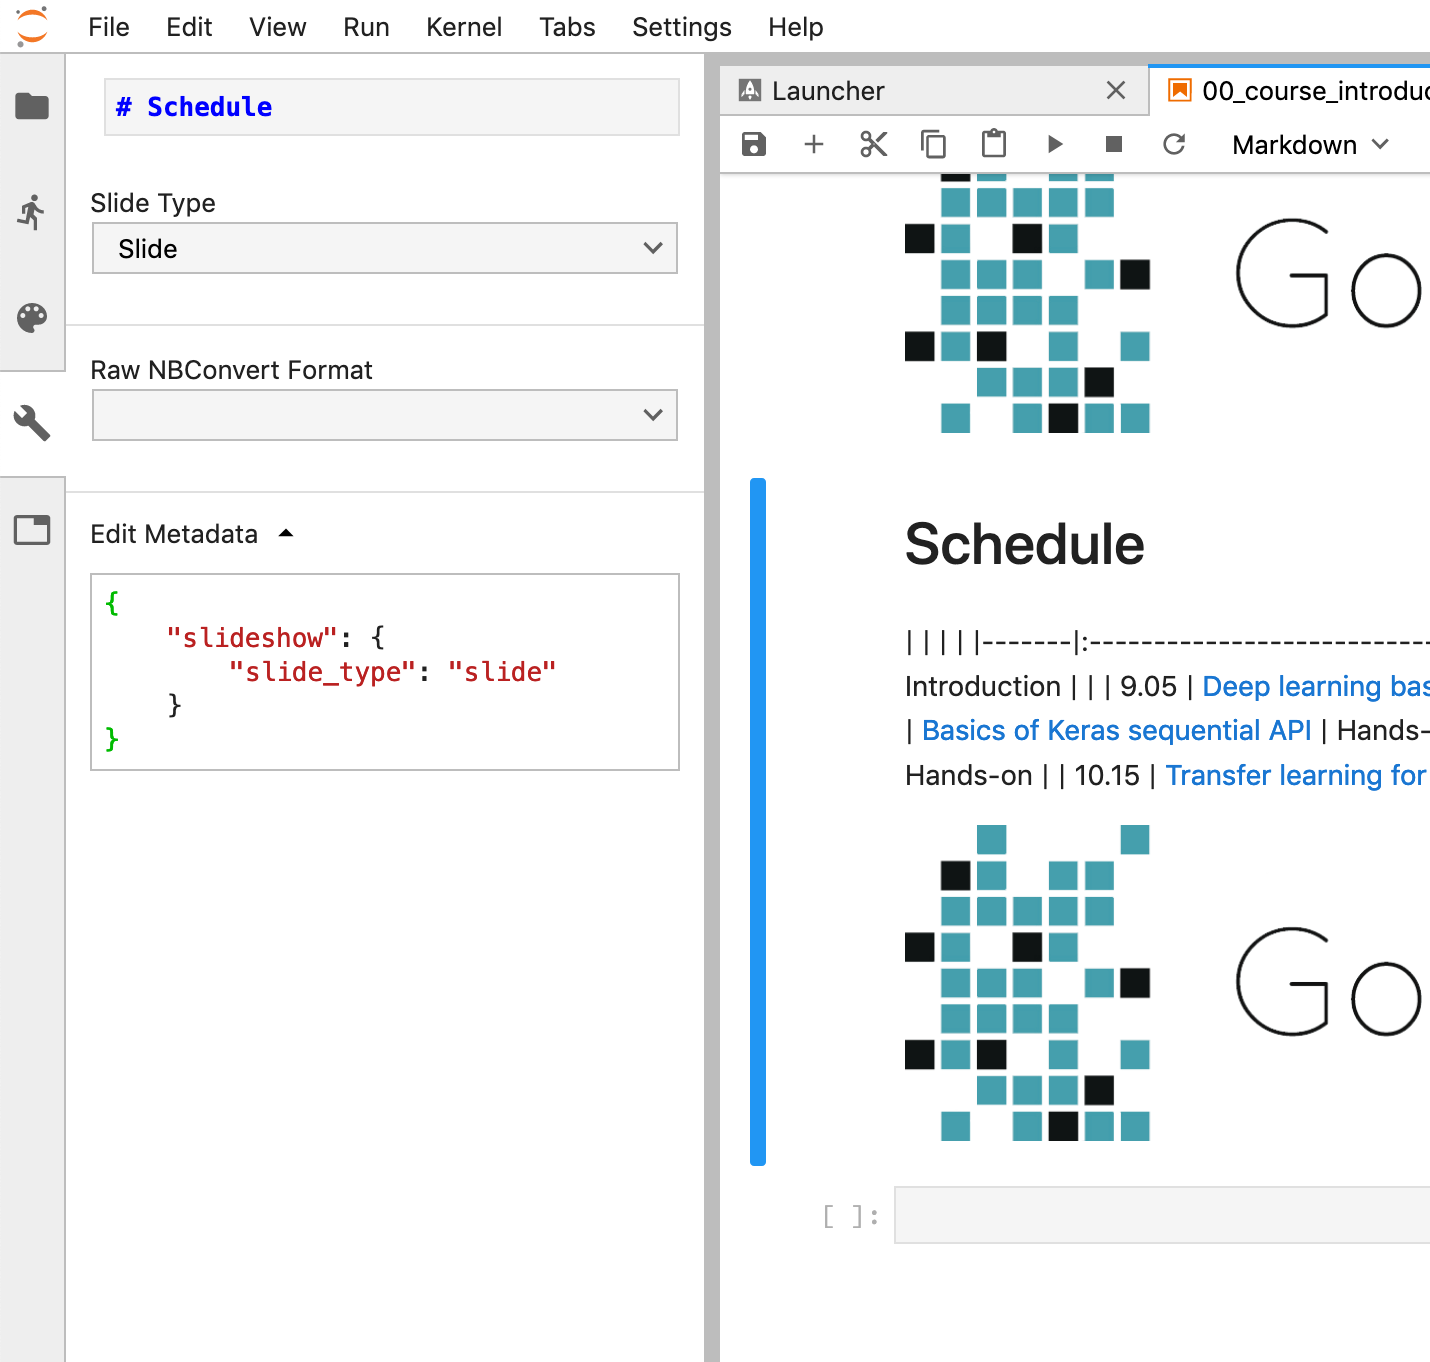 File Edit View Run Kernel Tabs Settings Help
# Schedule
Slide Type
Slide
Raw NBConvert Format
Edit Metadata
{
"slideshow": {
"slide_type": "slide"
}
}
Launcher
00_course_introduc
Markdown
Go
Schedule
| | | | |-------|:---------------------------
Introduction | | | 9.05 | Deep learning bas
| Basics of Keras sequential API | Hands-
Hands-on | | 10.15 | Transfer learning for
Go
[ ]: